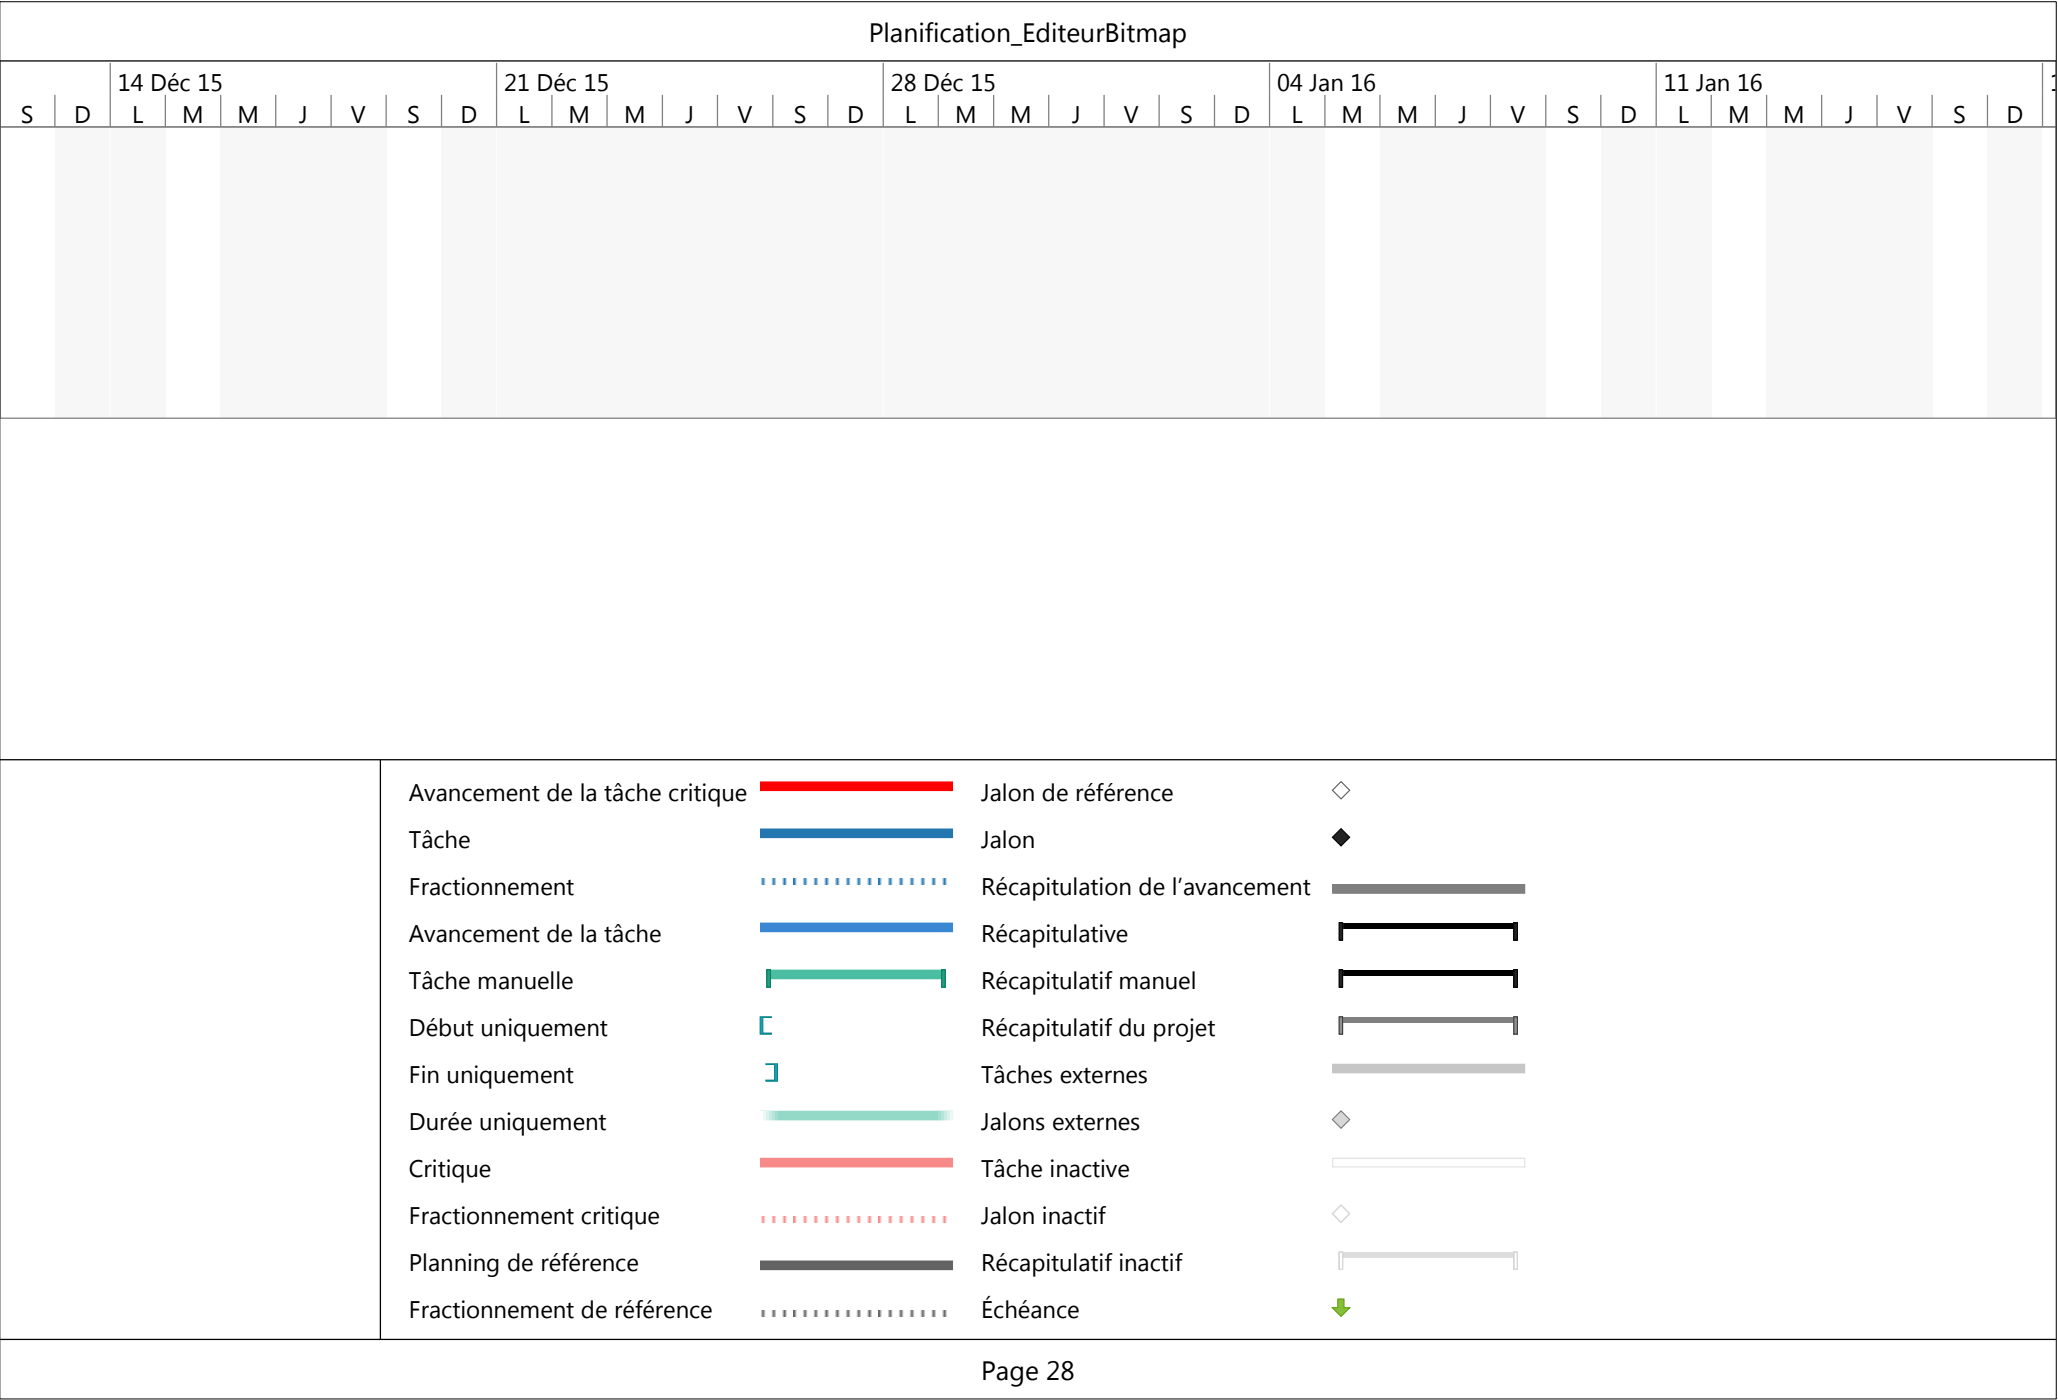 Planification_EditeurBitmap
14 Déc 15 21 Déc 15 28 Déc 15 04 Jan 16 11 Jan 16
S D L M M J V S D L M M J V S D L M M J V S D L M M J V S D L M M J V S D
Avancement de la tâche critique Jalon de référence
Tâche Jalon
Fractionnement Récapitulation de l'avancement
Avancement de la tâche Récapitulative
Tâche manuelle Récapitulatif manuel
Début uniquement Récapitulatif du projet
Fin uniquement Tâches externes
Durée uniquement Jalons externes
Critique Tâche inactive
Fractionnement critique Jalon inactif
Planning de référence Récapitulatif inactif
Fractionnement de référence Échéance
Page 28